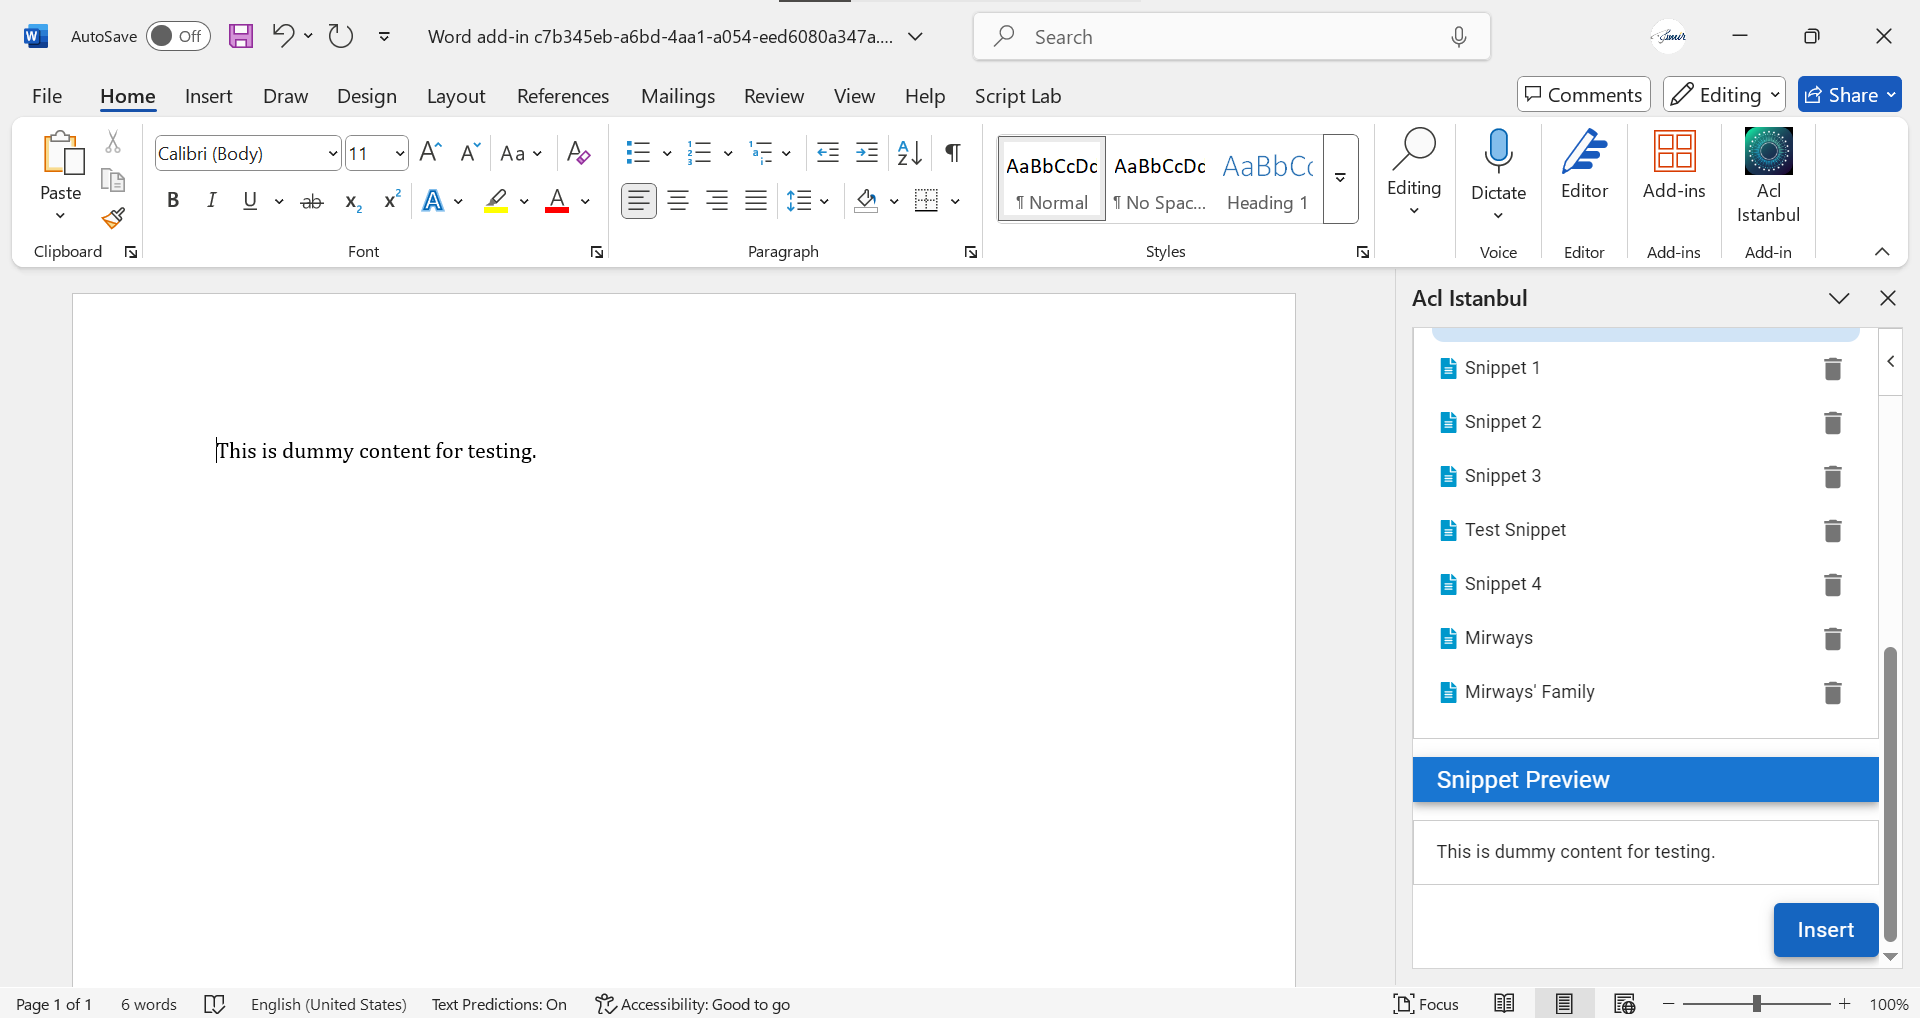 AutoSave Off Word add-in c7b345eb-a6bd-4aa1-a054-eed6080a347a.... Search
File Home Insert Draw Design Layout References Mailings Review View Help Script Lab Comments Editing Share
Paste
Clipboard
Calibri (Body) 11
Font
Paragraph
AaBbCcDc AaBbCcDc AaBbCc
¶ Normal ¶ No Spac... Heading 1
Styles
Editing
Dictate
Voice
Editor
Editor
Add-ins
Add-ins
Acl
Istanbul
Add-in
This is dummy content for testing.
Acl Istanbul
Snippet 1
Snippet 2
Snippet 3
Test Snippet
Snippet 4
Mirways
Mirways' Family
Snippet Preview
This is dummy content for testing.
Insert
Page 1 of 1 6 words English (United States) Text Predictions: On Accessibility: Good to go Focus 100%